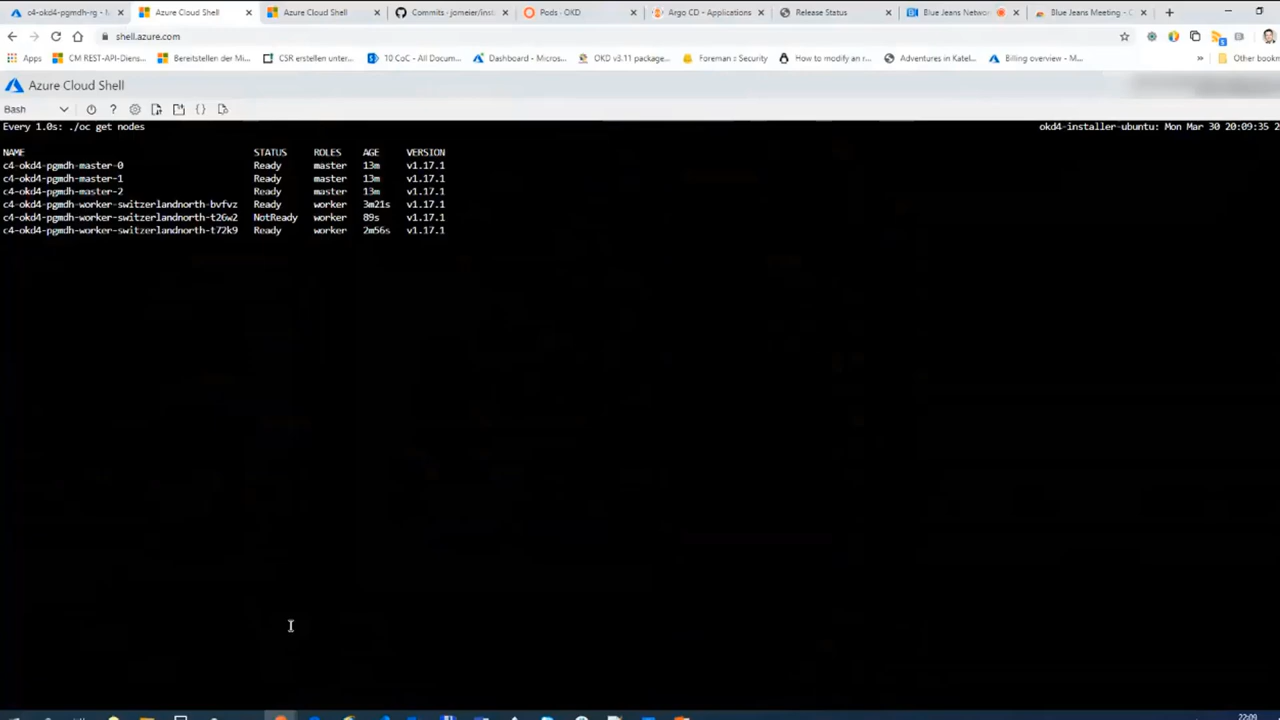 o4-okd4-pgmdh-rg - M
Azure Cloud Shell
Azure Cloud Shell
Commits · jomeier/inst
Pods · OKD
Argo CD - Applications
Release Status
Blue Jeans Netwo
Blue Jeans Meeting - C
shell.azure.com
Apps
CM REST-API-Diens...
Bereitstellen der Mi...
CSR erstellen unter...
10 CoC - All Docum...
Dashboard - Micros...
OKD v3.11 package...
Foreman :: Security
How to modify an r...
Adventures in Katel...
Billing overview - M...
»
Other bookm
Azure Cloud Shell
Bash
Every 1.0s: ./oc get nodes okd4-installer-ubuntu: Mon Mar 30 20:09:35 2
NAME STATUS ROLES AGE VERSION
c4-okd4-pgmdh-master-0 Ready master 13m v1.17.1
c4-okd4-pgmdh-master-1 Ready master 13m v1.17.1
c4-okd4-pgmdh-master-2 Ready master 13m v1.17.1
c4-okd4-pgmdh-worker-switzerlandnorth-bvfvz Ready worker 3m21s v1.17.1
c4-okd4-pgmdh-worker-switzerlandnorth-t26w2 NotReady worker 89s v1.17.1
c4-okd4-pgmdh-worker-switzerlandnorth-t72k9 Ready worker 2m56s v1.17.1
22:09